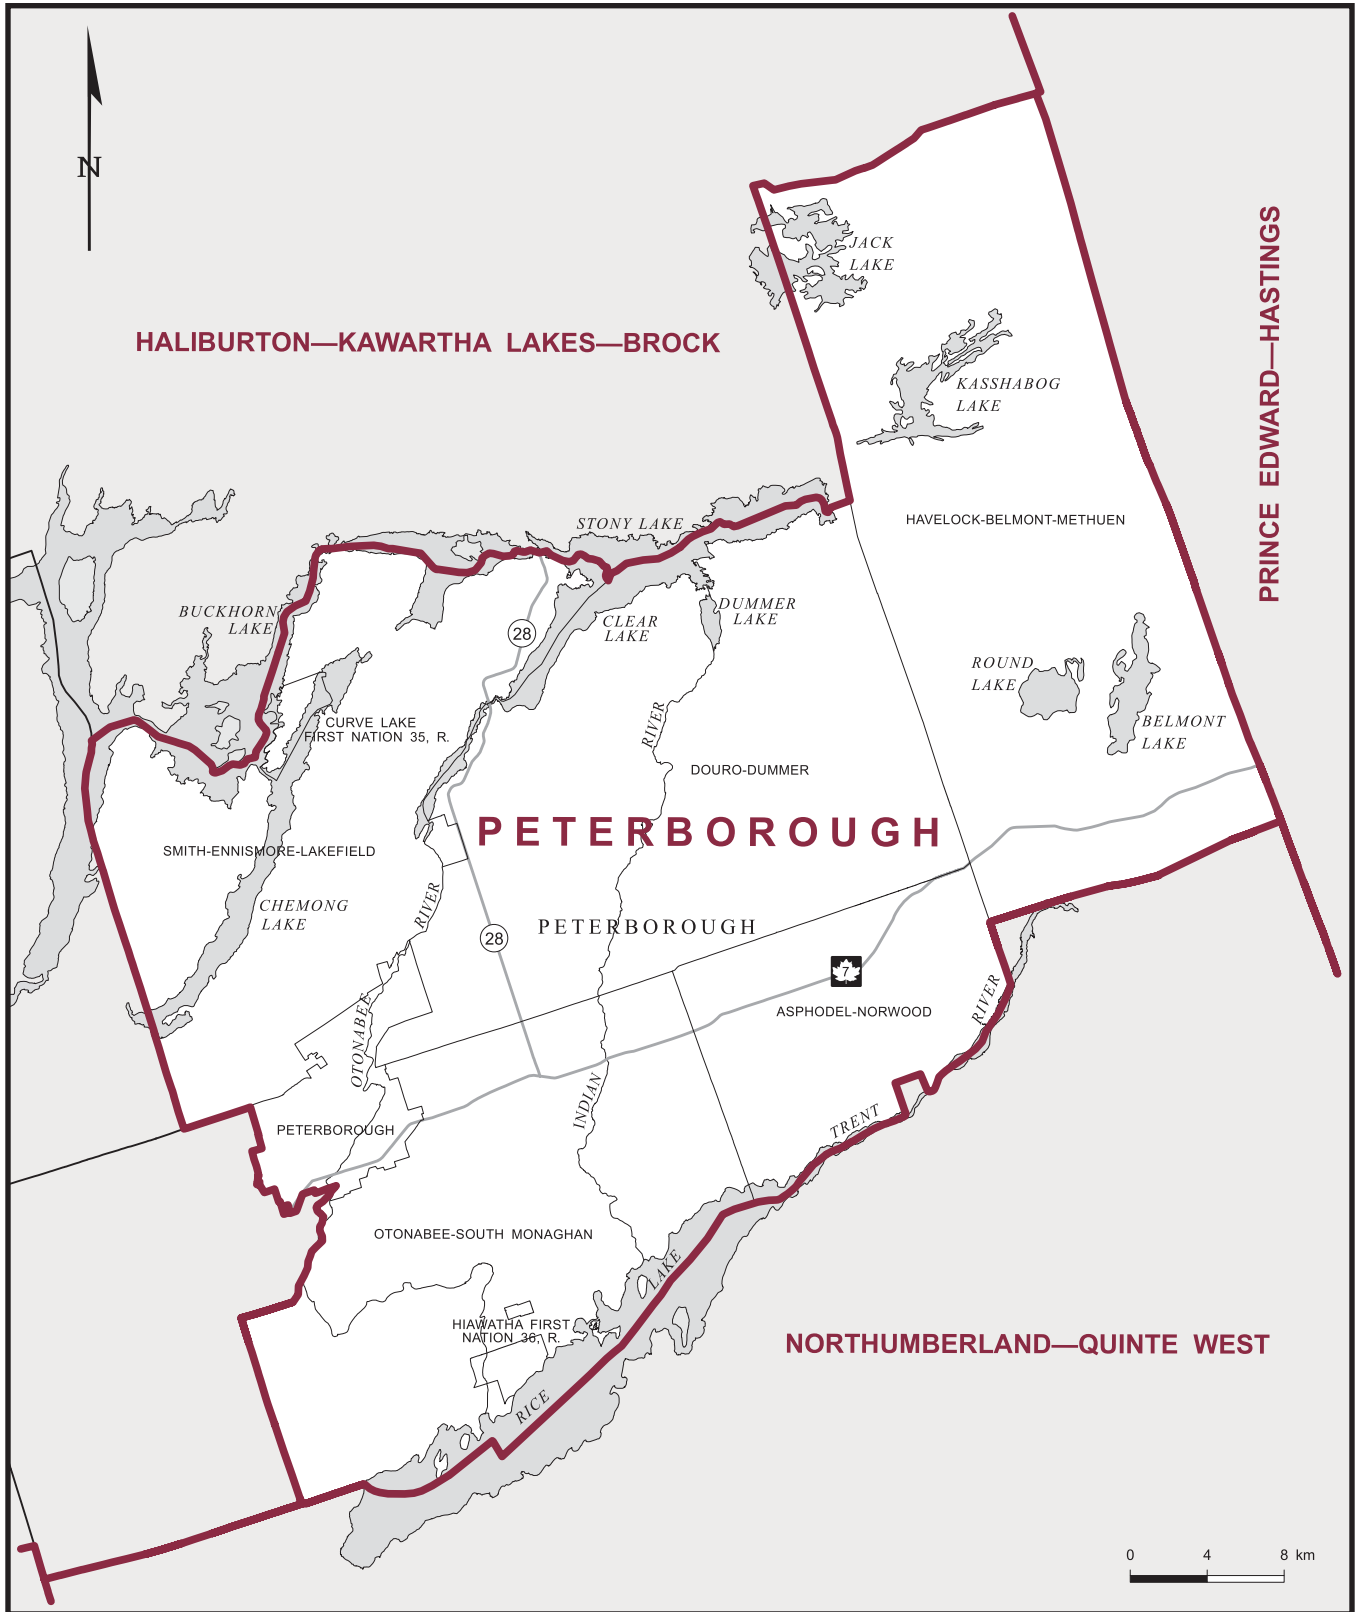 N
JACK
LAKE
HALIBURTON—KAWARTHA LAKES—BROCK
PRINCE EDWARD—HASTINGS
KASSHABOG
LAKE
STONY LAKE
HAVELOCK-BELMONT-METHUEN
BUCKHORN
LAKE
DUMMER
LAKE
CLEAR
LAKE
28
ROUND
LAKE
BELMONT
LAKE
CURVE LAKE
FIRST NATION 35, R.
RIVER
DOURO-DUMMER
PETERBOROUGH
SMITH-ENNISMORE-LAKEFIELD
CHEMONG
LAKE
RIVER
28
PETERBOROUGH
7
ASPHODEL-NORWOOD
RIVER
OTONABEE
INDIAN
TRENT
PETERBOROUGH
OTONABEE-SOUTH MONAGHAN
LAKE
HIAWATHA FIRST
NATION 36, R.
RICE
NORTHUMBERLAND—QUINTE WEST
0 4 8 km